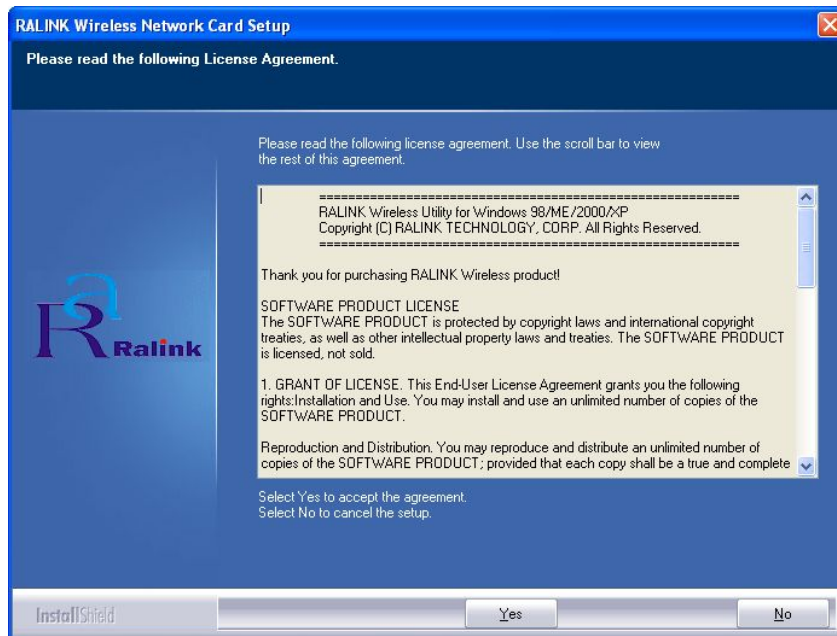 RALINK Wireless Network Card Setup
Please read the following License Agreement.
Please read the following license agreement. Use the scroll bar to view
the rest of this agreement.
==========================================================
RALINK Wireless Utility for Windows 98/ME/2000/XP
Copyright (C) RALINK TECHNOLOGY, CORP. All Rights Reserved.
==========================================================
Thank you for purchasing RALINK Wireless product!
SOFTWARE PRODUCT LICENSE
The SOFTWARE PRODUCT is protected by copyright laws and international copyright
treaties, as well as other intellectual property laws and treaties. The SOFTWARE PRODUCT
is licensed, not sold.
1. GRANT OF LICENSE. This End-User License Agreement grants you the following
rights:Installation and Use. You may install and use an unlimited number of copies of the
SOFTWARE PRODUCT.
Reproduction and Distribution. You may reproduce and distribute an unlimited number of
copies of the SOFTWARE PRODUCT; provided that each copy shall be a true and complete
Ra
Ralink
Select Yes to accept the agreement.
Select No to cancel the setup.
InstallShield
Yes
No